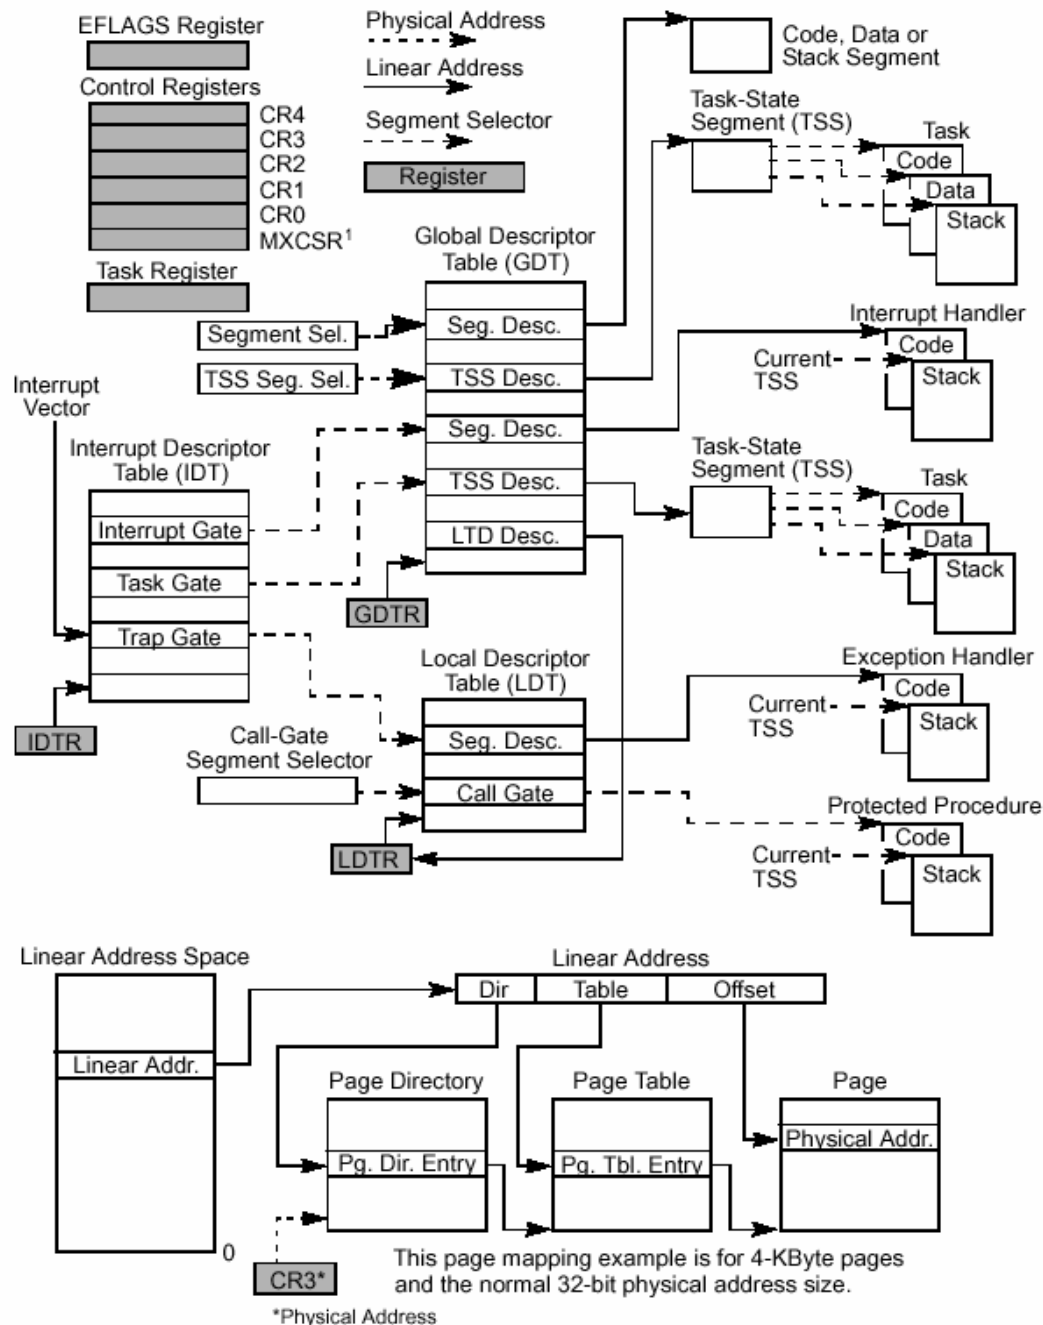 EFLAGS Register
Control Registers
CR4
CR3
CR2
CR1
CR0
MXCSR¹
Task Register
Physical Address
Linear Address
Segment Selector
Register
Code, Data or
Stack Segment
Task-State
Segment (TSS)
Task
Code
Data
Stack
Global Descriptor
Table (GDT)
Segment Sel.
Seg. Desc.
TSS Seg. Sel.
TSS Desc.
Interrupt Handler
Code
Current
TSS
Stack
Interrupt
Vector
Interrupt Descriptor
Table (IDT)
Seg. Desc.
TSS Desc.
LTD Desc.
Interrupt Gate
Task Gate
Trap Gate
GDTR
IDTR
Task-State
Segment (TSS)
Task
Code
Data
Stack
Local Descriptor
Table (LDT)
Seg. Desc.
Call Gate
Call-Gate
Segment Selector
LDTR
Exception Handler
Code
Current
TSS
Stack
Protected Procedure
Code
Current
TSS
Stack
Linear Address Space
Linear Addr.
0
Linear Address
Dir
Table
Offset
Page Directory
Pg. Dir. Entry
Page Table
Pg. Tbl. Entry
Page
Physical Addr.
CR3*
*Physical Address
This page mapping example is for 4-KByte pages
and the normal 32-bit physical address size.